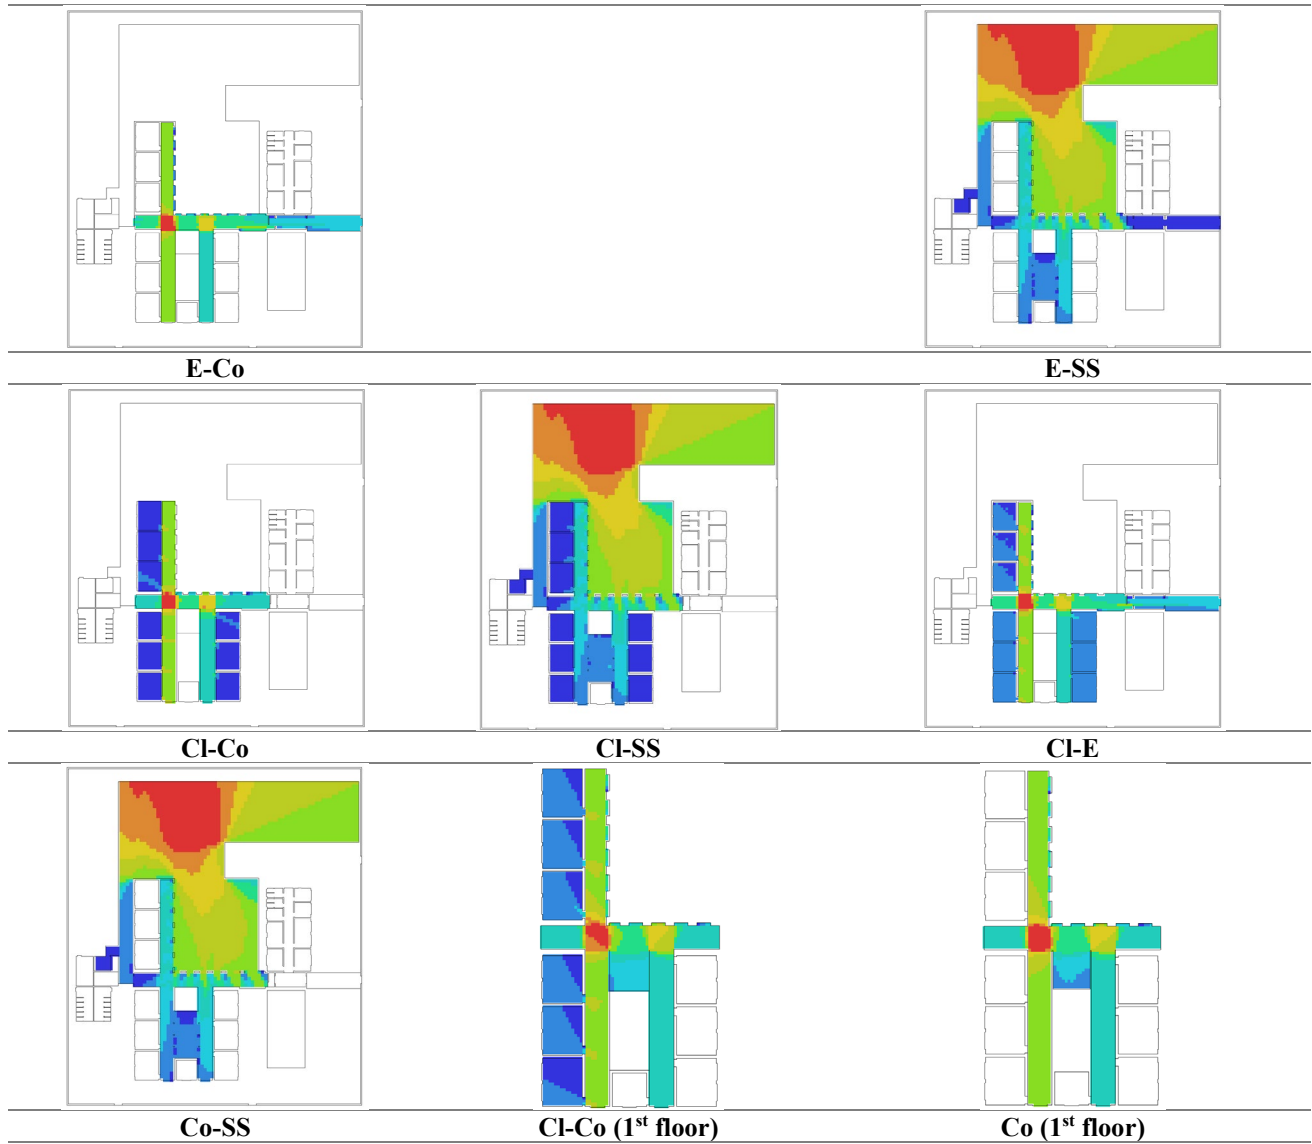 E-Co
E-SS
Cl-Co
Cl-SS
Cl-E
Co-SS
Cl-Co (1st floor)
Co (1st floor)